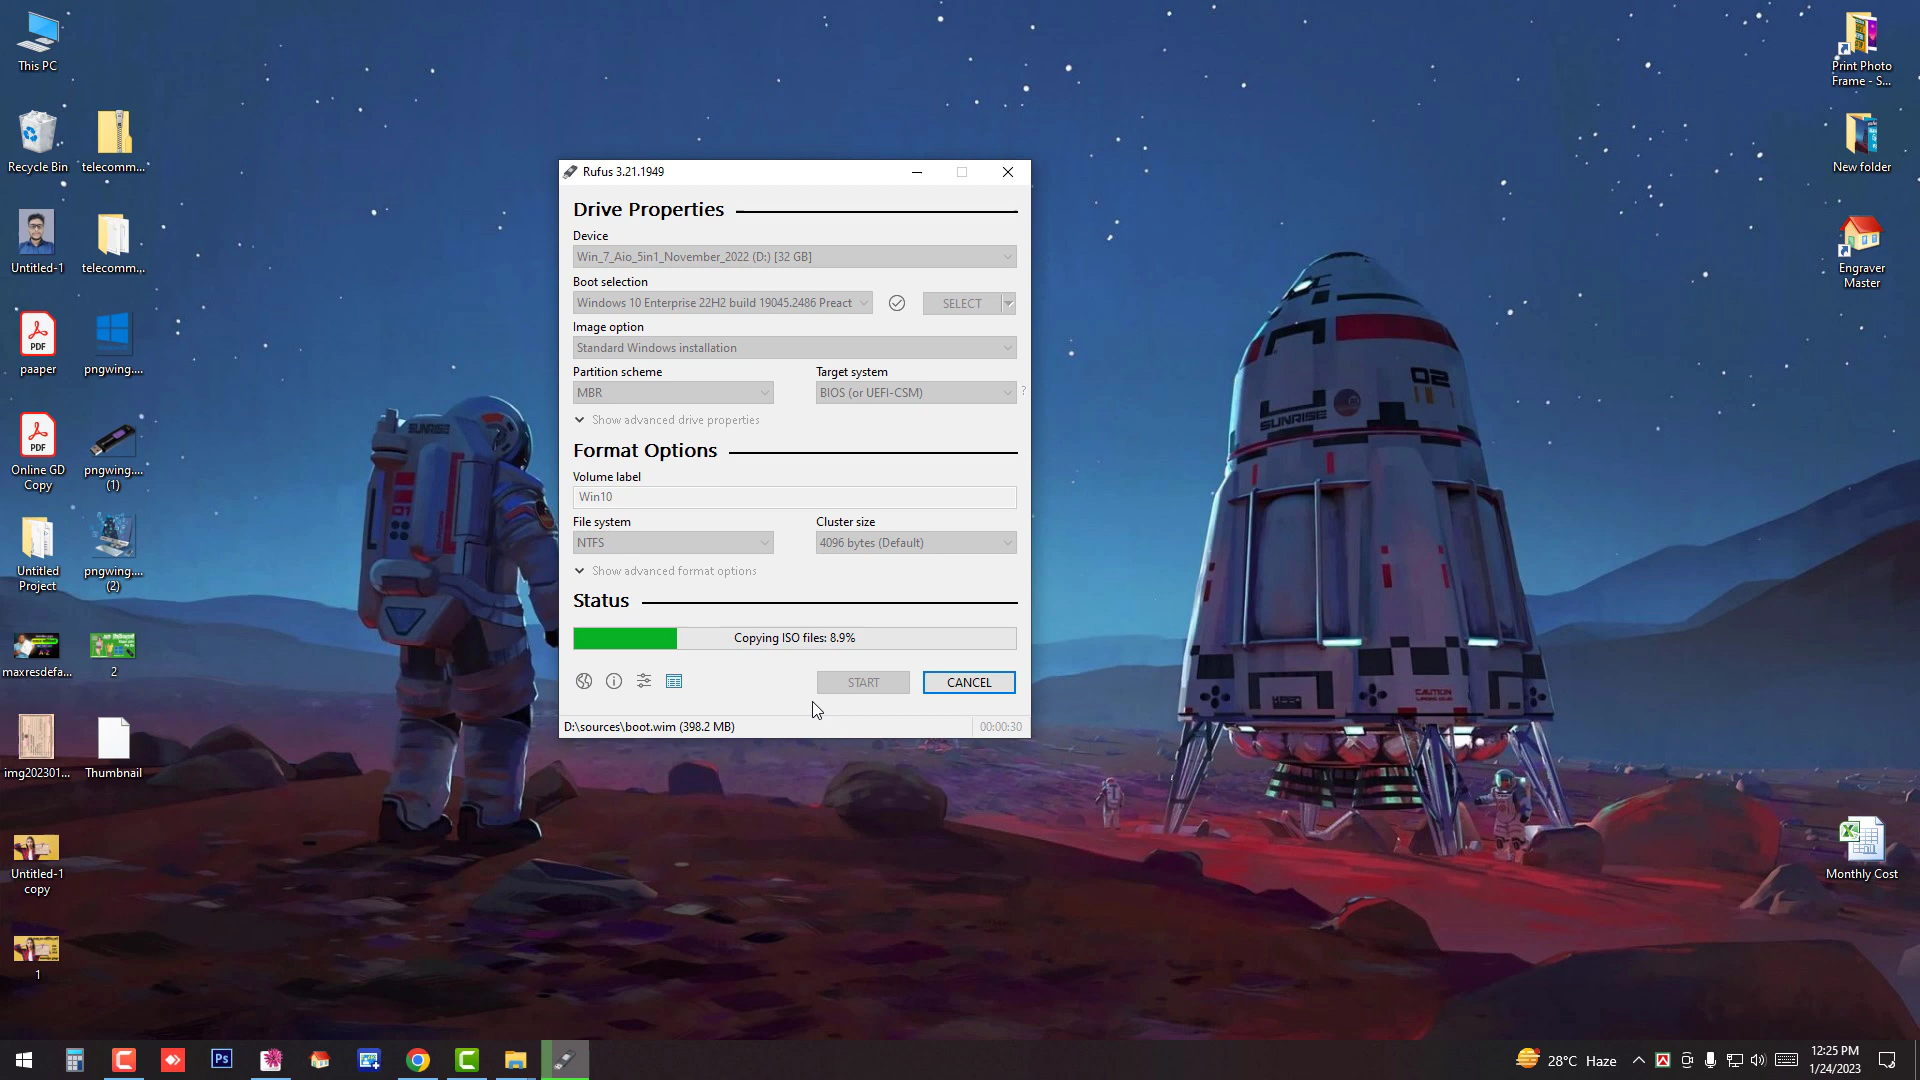 This PC
Recycle Bin
telecomm...
Untitled-1
telecomm...
PDF
paaper
pngwing....
PDF
Online GD
Copy
pngwing....
(1)
Untitled
Project
pngwing....
(2)
maxresdefa...
2
img202301...
Thumbnail
Untitled-1
copy
1
Rufus 3.21.1949
Drive Properties
Device
Win_7_Aio_5in1_November_2022 (D:) [32 GB]
Boot selection
Windows 10 Enterprise 22H2 build 19045.2486 Preact
SELECT
Image option
Standard Windows installation
Partition scheme
Target system
MBR
BIOS (or UEFI-CSM)
?
Show advanced drive properties
Format Options
Volume label
Win10
File system
Cluster size
NTFS
4096 bytes (Default)
Show advanced format options
Status
Copying ISO files: 8.9%
START
CANCEL
D:\sources\boot.wim (398.2 MB)
00:00:30
SUNRISE
01
02
SUNRISE
CAUTION
Print Photo
Frame - S...
New folder
Engraver
Master
Monthly Cost
Ps
28°C Haze
12:25 PM
1/24/2023